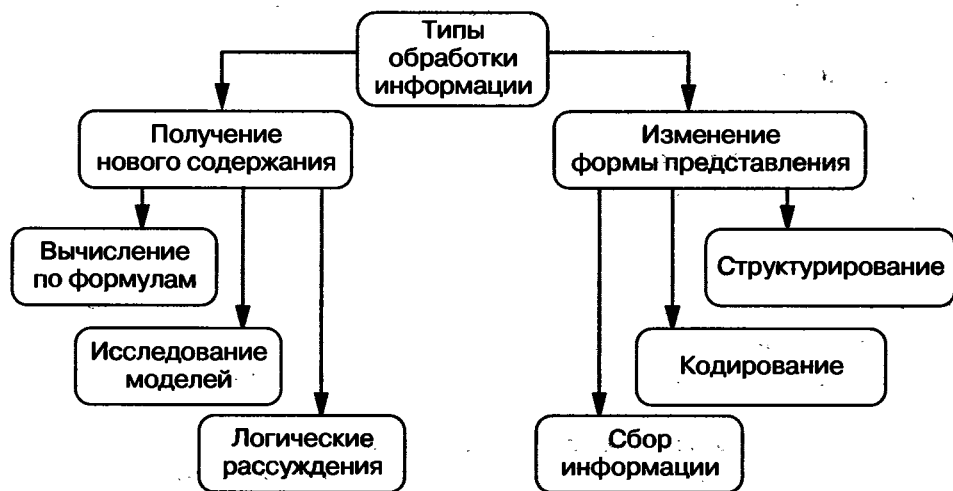 Типы
обработки
информации
Получение
нового содержания
Изменение
формы представления
Вычисление
по формулам
Структурирование
Исследование
моделей
Кодирование
Логические
рассуждения
Сбор
информации